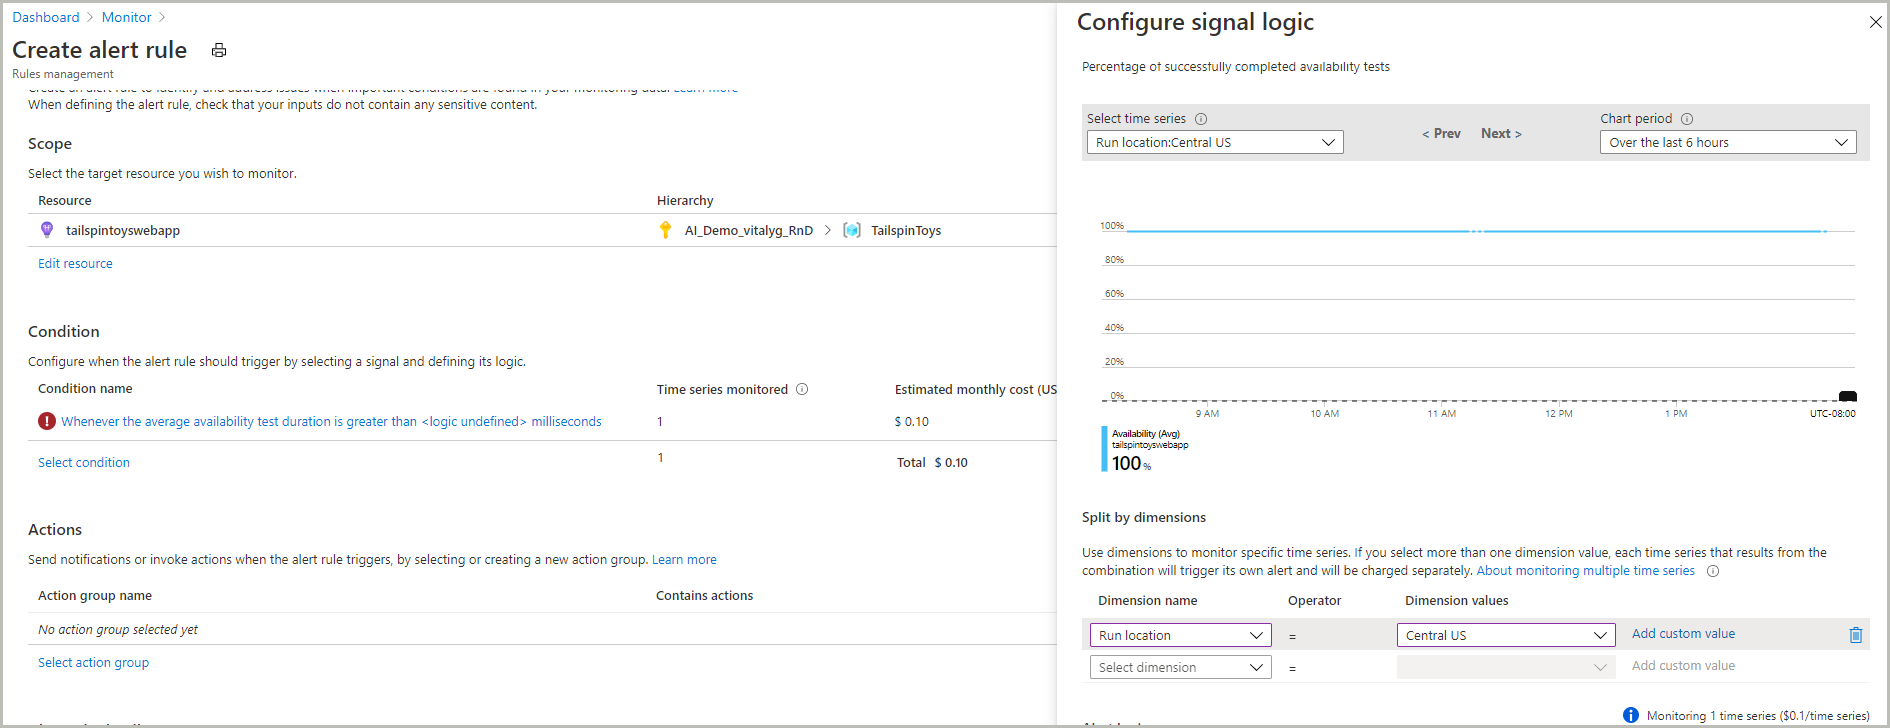 Dashboard > Monitor >
Create alert rule
Rules management
When defining the alert rule, check that your inputs do not contain any sensitive content.
Scope
Select the target resource you wish to monitor.
Resource Hierarchy
tailspintoyswebapp AI_Demo_vitalyg_RnD > TailspinToys
Edit resource
Condition
Configure when the alert rule should trigger by selecting a signal and defining its logic.
Condition name Time series monitored Estimated monthly cost (US
Whenever the average availability test duration is greater than <logic undefined> milliseconds 1 $ 0.10
Select condition 1 Total $ 0.10
Actions
Send notifications or invoke actions when the alert rule triggers, by selecting or creating a new action group. Learn more
Action group name Contains actions
No action group selected yet
Select action group
Configure signal logic
Percentage of successfully completed availability tests
Select time series Chart period
Run location:Central US < Prev Next > Over the last 6 hours
100%
80%
60%
40%
20%
0%
9 AM 10 AM 11 AM 12 PM 1 PM UTC-08:00
Availability (Avg)
tailspintoyswebapp
100 %
Split by dimensions
Use dimensions to monitor specific time series. If you select more than one dimension value, each time series that results from the
combination will trigger its own alert and will be charged separately. About monitoring multiple time series
Dimension name Operator Dimension values
Run location = Central US Add custom value
Select dimension = Add custom value
Monitoring 1 time series ($0.1/time series)